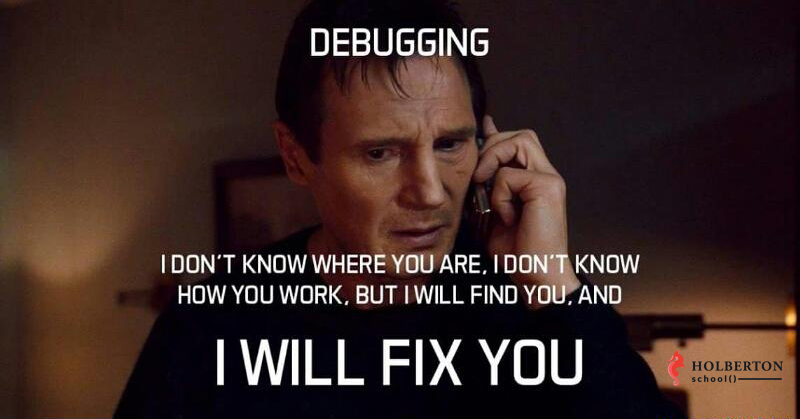 DEBUGGING
I DON'T KNOW WHERE YOU ARE, I DON'T KNOW
HOW YOU WORK, BUT I WILL FIND YOU, AND
I WILL FIX YOU
HOLBERTON
school()